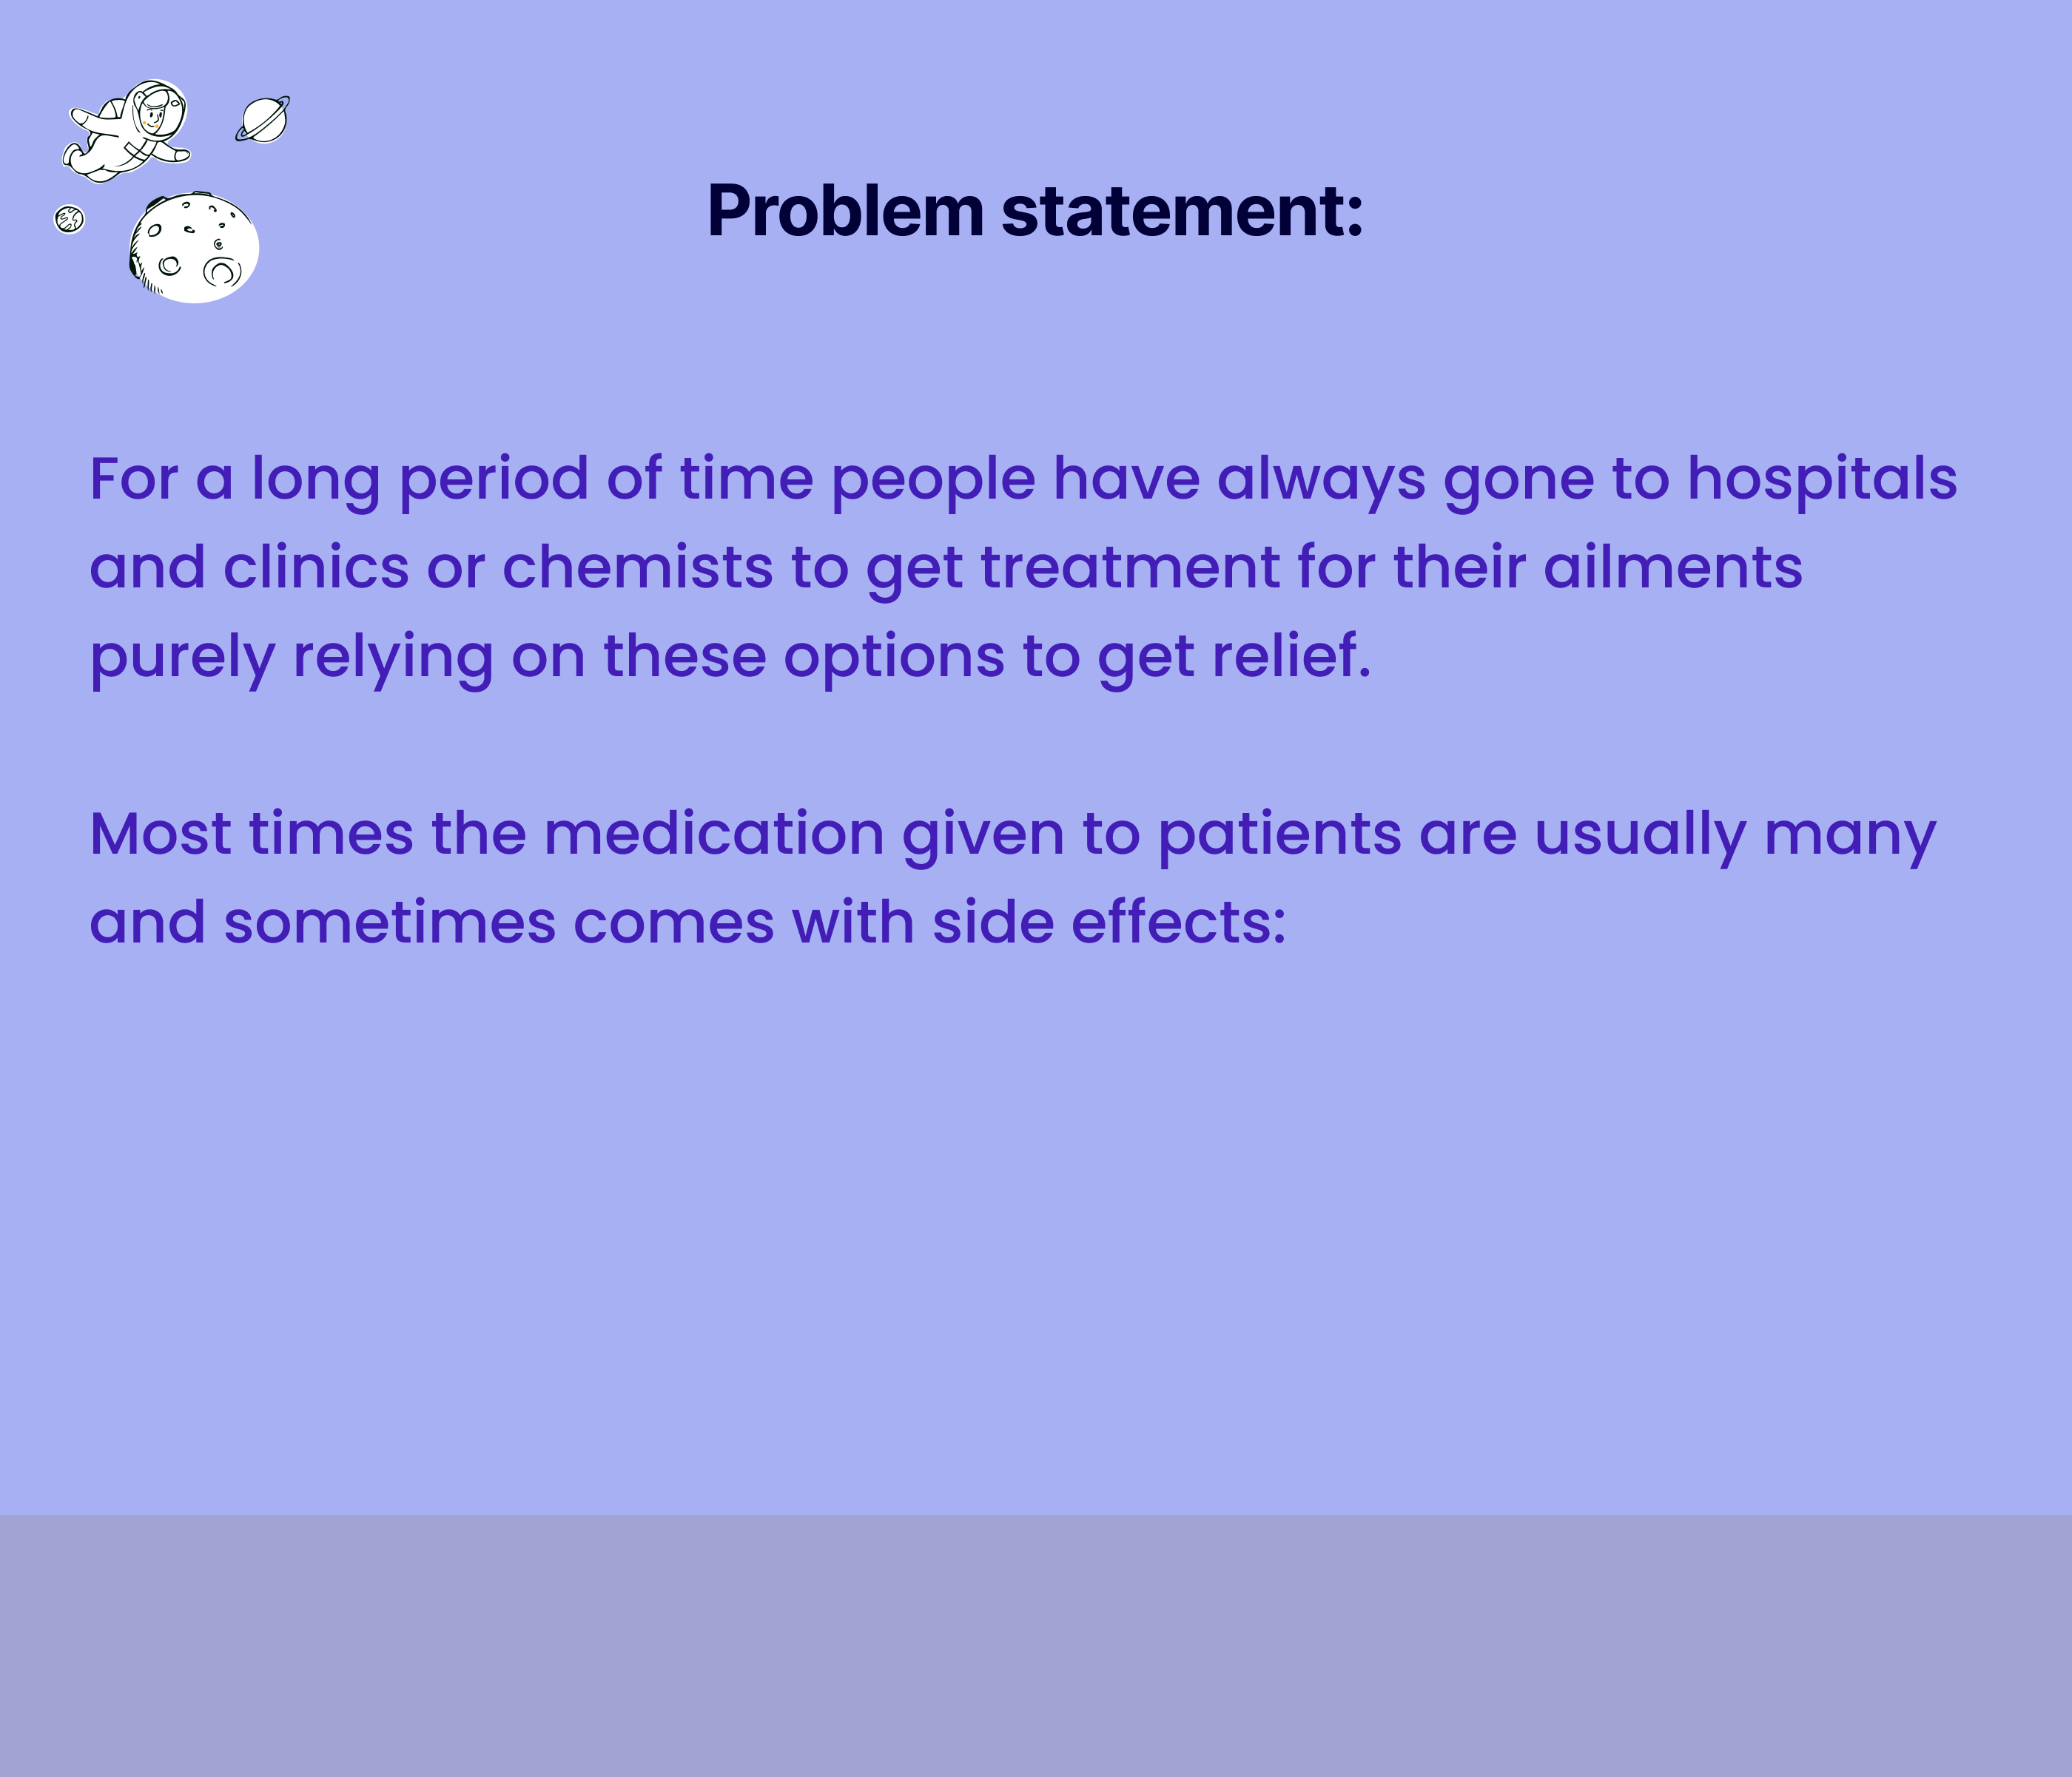 Problem statement:
For a long period of time people have always gone to hospitals
and clinics or chemists to get treatment for their ailments
purely relying on these options to get relief.
Most times the medication given to patients are usually many
and sometimes comes with side effects: